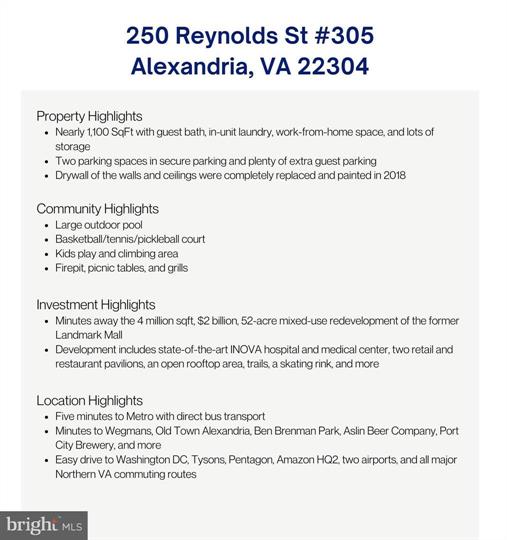 250 Reynolds St #305
Alexandria, VA 22304
Property Highlights
• Nearly 1,100 SqFt with guest bath, in-unit laundry, work-from-home space, and lots of
storage
• Two parking spaces in secure parking and plenty of extra guest parking
• Drywall of the walls and ceilings were completely replaced and painted in 2018
Community Highlights
• Large outdoor pool
• Basketball/tennis/pickleball court
• Kids play and climbing area
• Firepit, picnic tables, and grills
Investment Highlights
• Minutes away the 4 million sqft, $2 billion, 52-acre mixed-use redevelopment of the former
Landmark Mall
• Development includes state-of-the-art INOVA hospital and medical center, two retail and
restaurant pavilions, an open rooftop area, trails, a skating rink, and more
Location Highlights
• Five minutes to Metro with direct bus transport
• Minutes to Wegmans, Old Town Alexandria, Ben Brenman Park, Aslin Beer Company, Port
City Brewery, and more
• Easy drive to Washington DC, Tysons, Pentagon, Amazon HQ2, two airports, and all major
Northern VA commuting routes
bright MLS